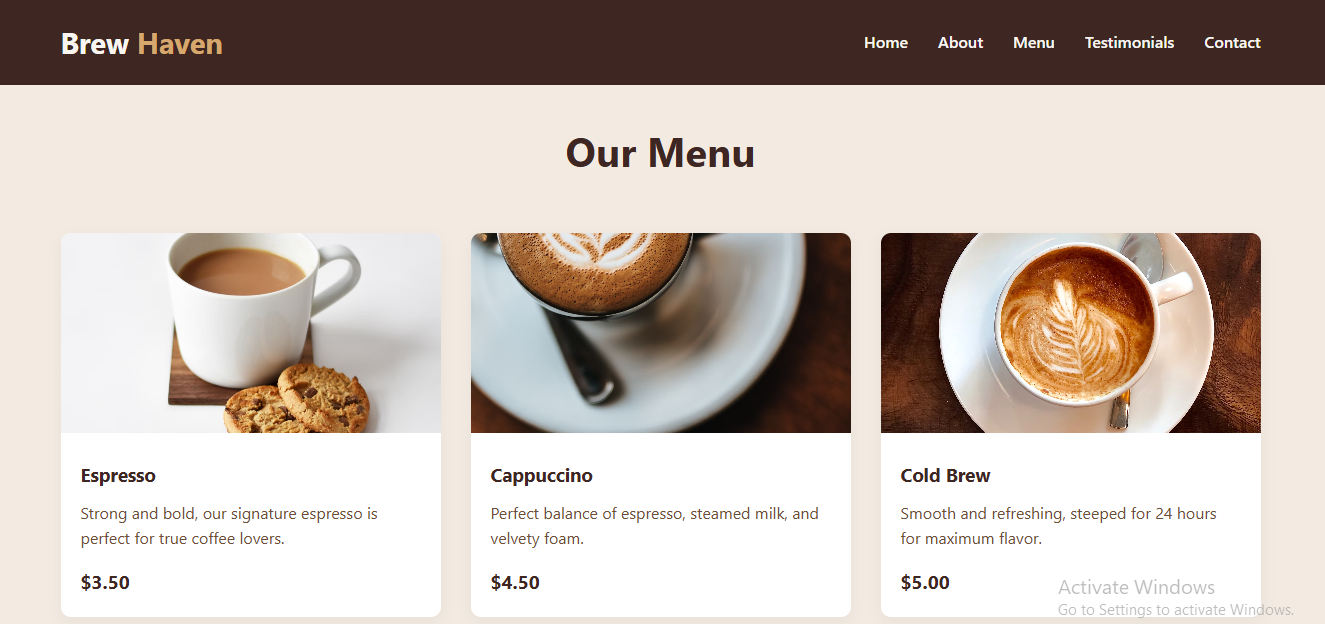 Brew Haven
Home About Menu Testimonials Contact
Our Menu
Espresso
Strong and bold, our signature espresso is
perfect for true coffee lovers.
$3.50
Cappuccino
Perfect balance of espresso, steamed milk, and
velvety foam.
$4.50
Cold Brew
Smooth and refreshing, steeped for 24 hours
for maximum flavor.
$5.00
Activate Windows
Go to Settings to activate Windows.